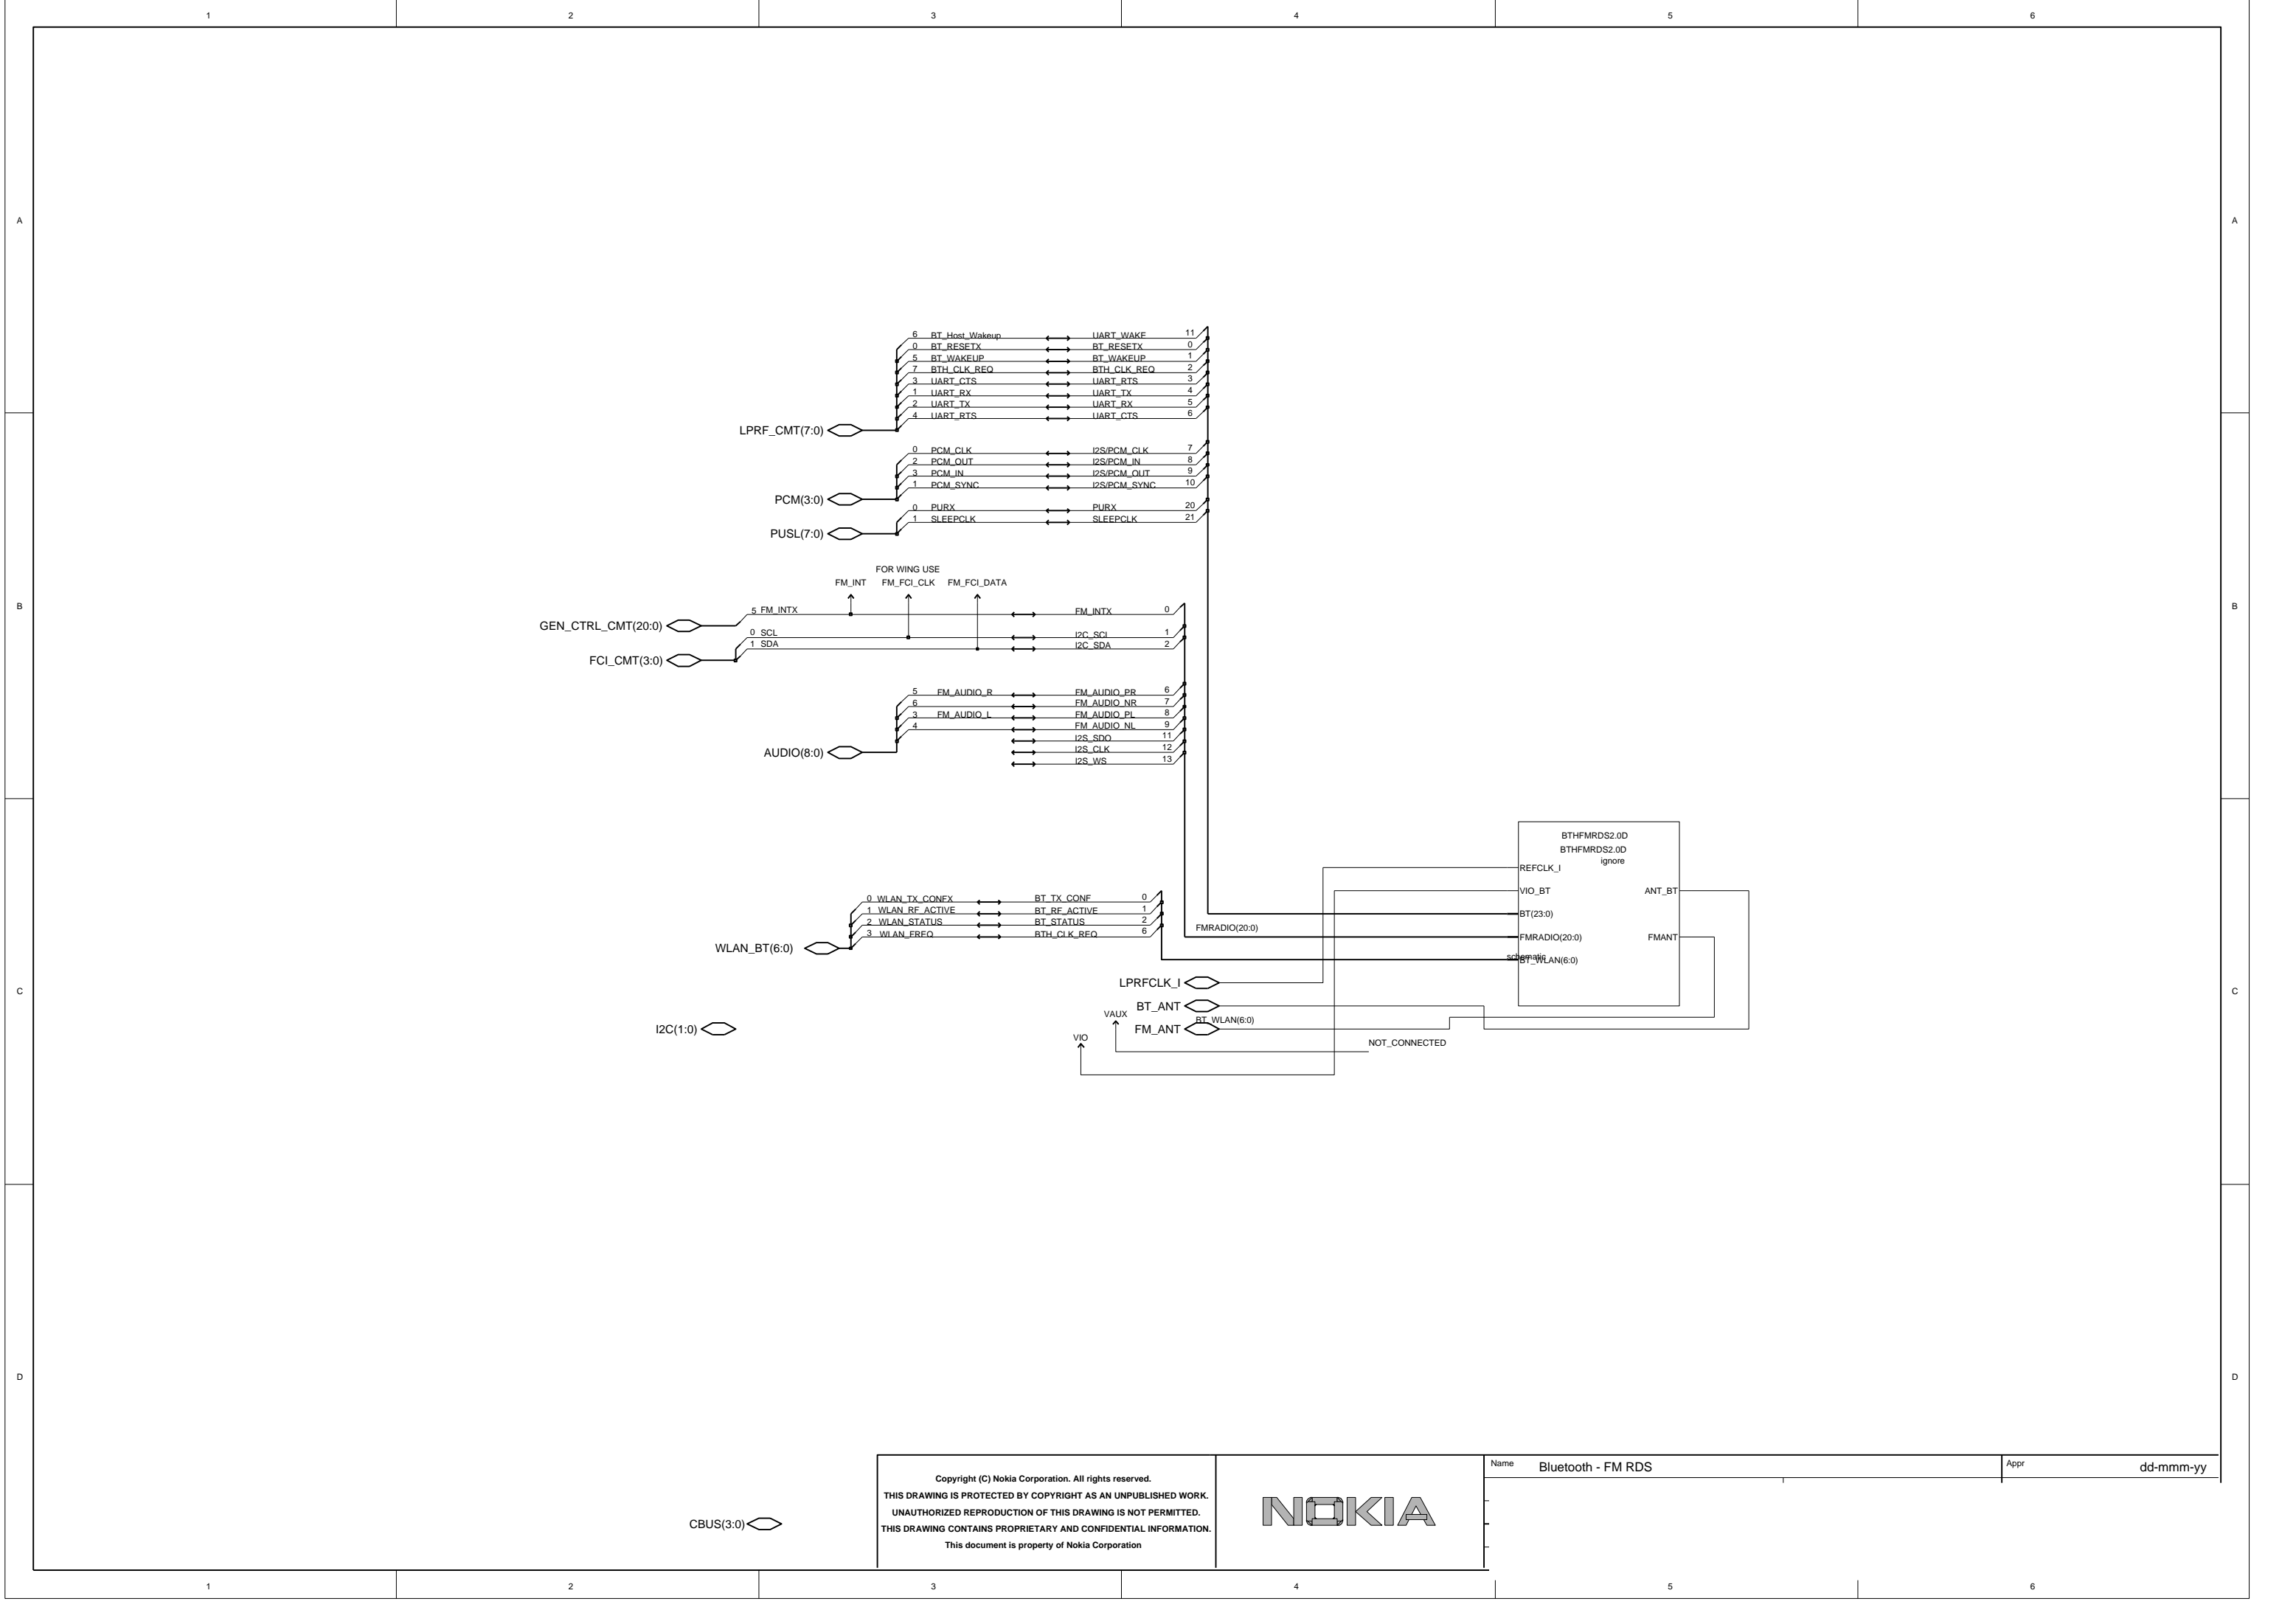 1 2 3 4 5 6
A A
6 BT_Host_Wakeup UART_WAKE 11
0 BT_RESETX BT_RESETX 0
5 BT_WAKEUP BT_WAKEUP 1
7 BTH_CLK_REQ BTH_CLK_REQ 2
3 UART_CTS UART_RTS 3
1 UART_RX UART_TX 4
2 UART_TX UART_RX 5
4 UART_RTS UART_CTS 6
LPRF_CMT(7:0)
0 PCM_CLK I2S/PCM_CLK 7
2 PCM_OUT I2S/PCM_IN 8
3 PCM_IN I2S/PCM_OUT 9
1 PCM_SYNC I2S/PCM_SYNC 10
PCM(3:0)
0 PURX PURX 20
1 SLEEPCLK SLEEPCLK 21
PUSL(7:0)
FOR WING USE
FM_INT FM_FCI_CLK FM_FCI_DATA
B B
5 FM_INTX FM_INTX 0
GEN_CTRL_CMT(20:0)
0 SCL I2C_SCL 1
1 SDA I2C_SDA 2
FCI_CMT(3:0)
5 FM_AUDIO_R FM_AUDIO_PR 6
6 FM_AUDIO_NR 7
3 FM_AUDIO_L FM_AUDIO_PL 8
4 FM_AUDIO_NL 9
I2S_SDO 11
I2S_CLK 12
I2S_WS 13
AUDIO(8:0)
BTHFMRDS2.0D
BTHFMRDS2.0D
ignore
REFCLK_I
VIO_BT ANT_BT
BT(23:0)
FMRADIO(20:0) FMANT
schematic
BT_WLAN(6:0)
0 WLAN_TX_CONFX BT_TX_CONF 0
1 WLAN_RF_ACTIVE BT_RF_ACTIVE 1
2 WLAN_STATUS BT_STATUS 2
3 WLAN_FREQ BTH_CLK_REQ 6
WLAN_BT(6:0)
FMRADIO(20:0)
LPRFCLK_I
C C
BT_ANT
VAUX
BT_WLAN(6:0)
I2C(1:0)
FM_ANT
VIO
NOT_CONNECTED
D D
Copyright (C) Nokia Corporation. All rights reserved.
THIS DRAWING IS PROTECTED BY COPYRIGHT AS AN UNPUBLISHED WORK.
UNAUTHORIZED REPRODUCTION OF THIS DRAWING IS NOT PERMITTED.
THIS DRAWING CONTAINS PROPRIETARY AND CONFIDENTIAL INFORMATION.
This document is property of Nokia Corporation
NOKIA
Name Bluetooth - FM RDS
Appr dd-mmm-yy
CBUS(3:0)
1 2 3 4 5 6